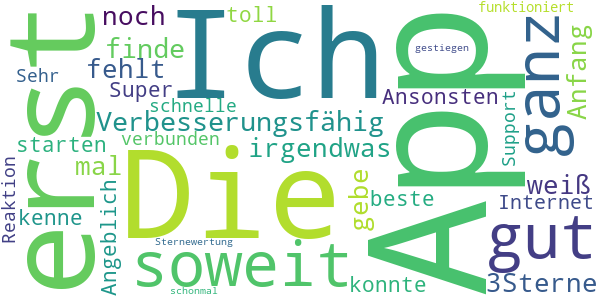 erst
Ich
App
Die
ganz
gut
soweit
noch
toll
funktioniert
finde
fehlt
gestiegen
Sehr
Super
schnelle
Ansonsten
Anfang
Verbesserungsfähig
starten
verbunden
irgendwas
Support
mal
weiß
Reaktion
kenne
Angeblich
gebe
beste
Internet
Sternewertung
konnte
3Sterne
schonmal